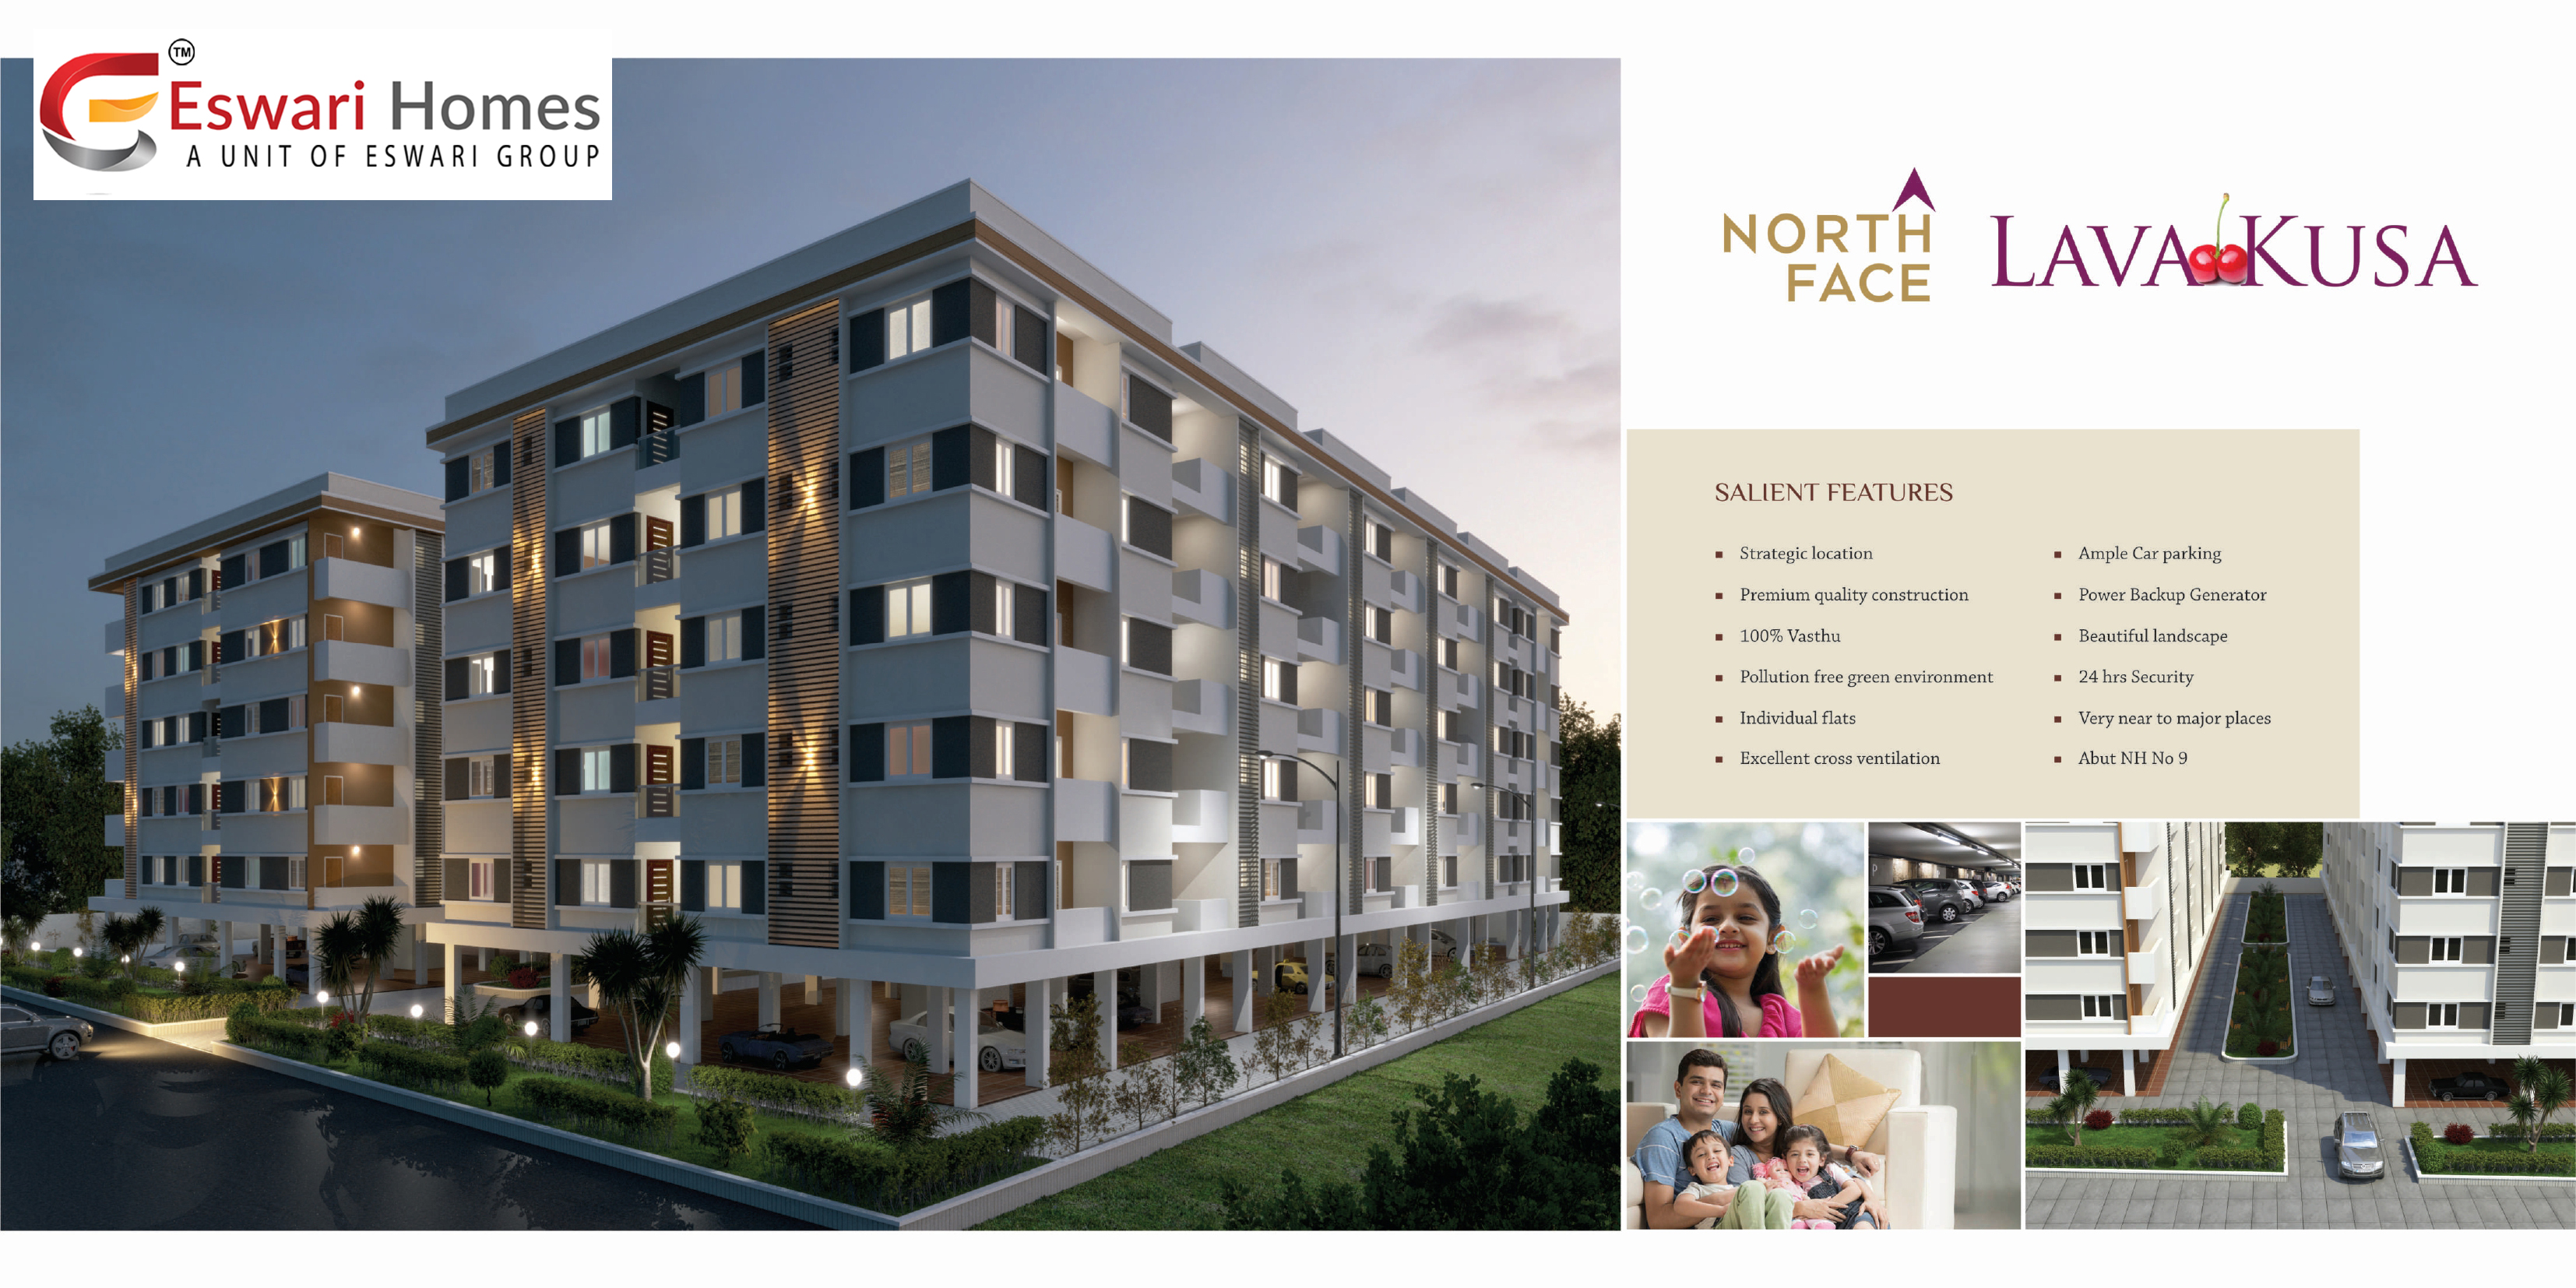 TM
Eswari Homes
A UNIT OF ESWARI GROUP
NORTH
FACE
LAVA KUSA
SALIENT FEATURES
Strategic location
Premium quality construction
100% Vasthu
Pollution free green environment
Individual flats
Excellent cross ventilation
Ample Car parking
Power Backup Generator
Beautiful landscape
24 hrs Security
Very near to major places
Abut NH No 9